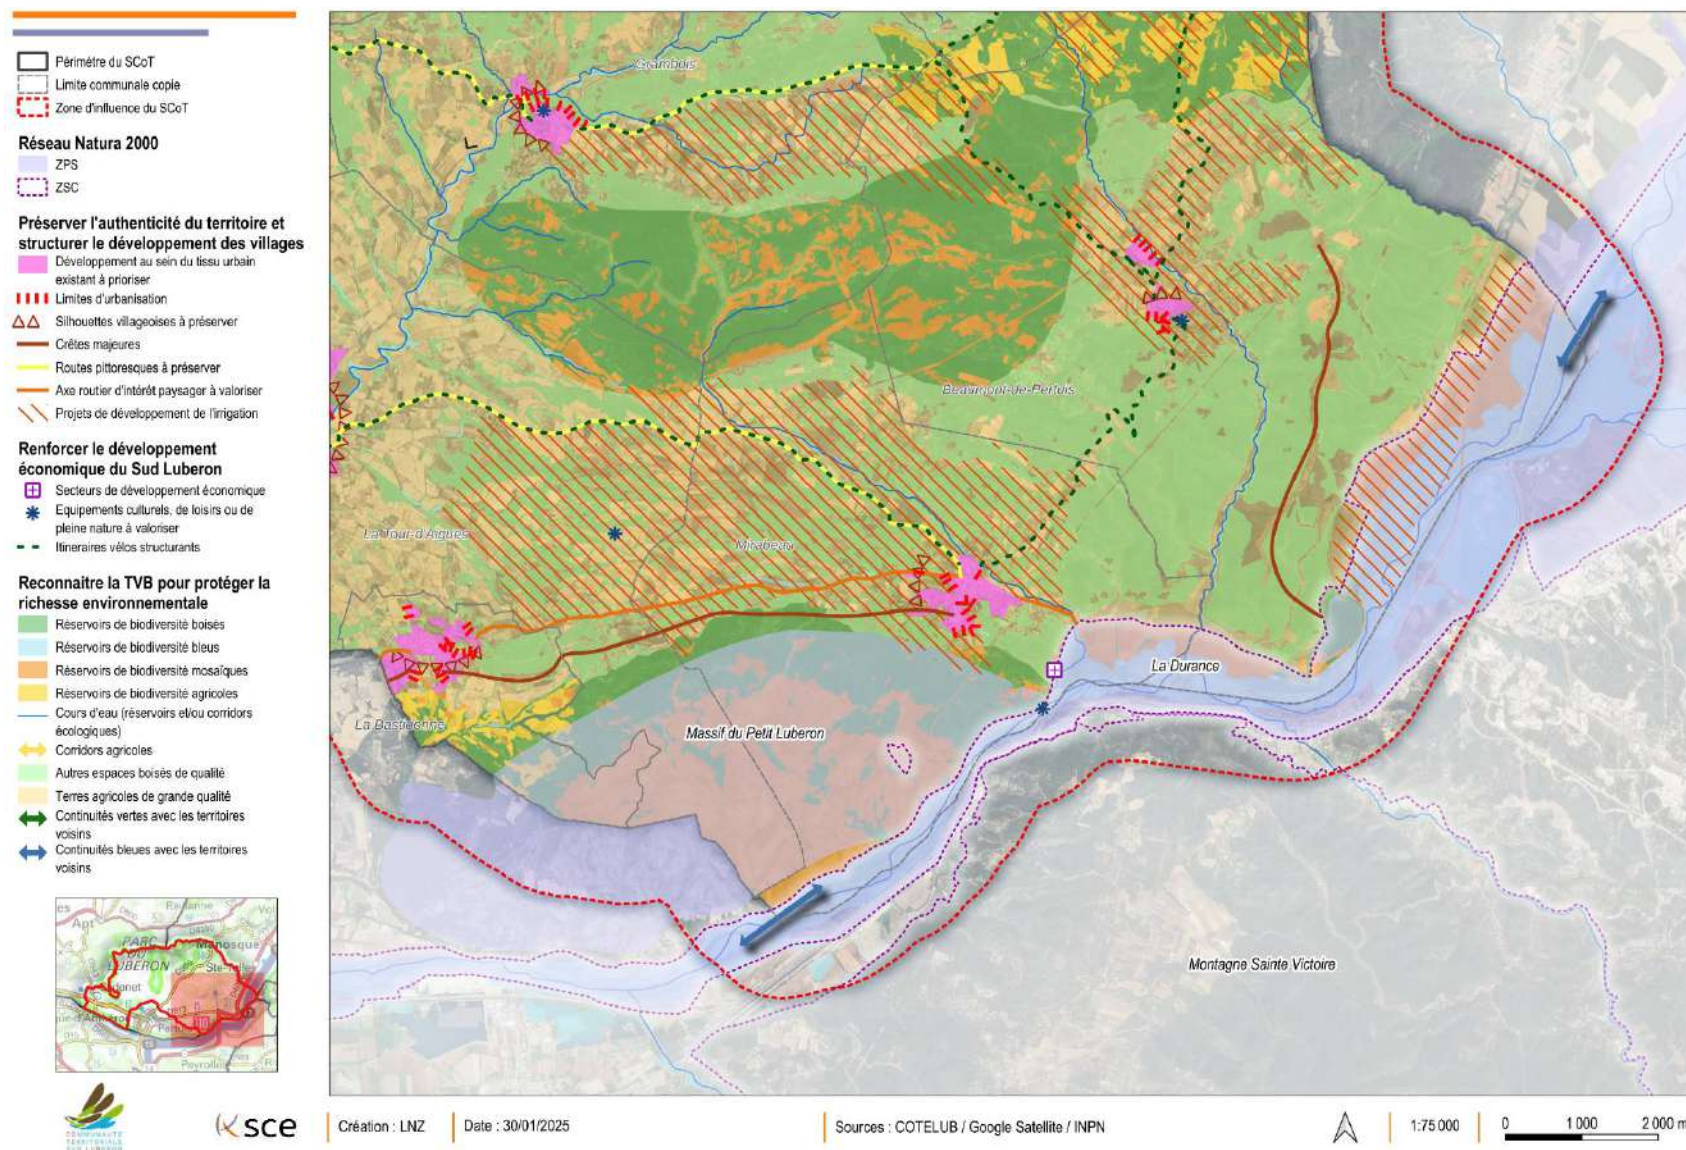 Périmètre du SCoT
Limite communale copie
Zone d'influence du SCoT
Réseau Natura 2000
ZPS
ZSC
Préserver l'authenticité du territoire et
structurer le développement des villages
Développement au sein du tissu urbain
existant à prioriser
Limites d'urbanisation
Silhouettes villageoises à préserver
Crêtes majeures
Routes pittoresques à préserver
Axe routier d'intérêt paysager à valoriser
Projets de développement de l'irrigation
Renforcer le développement
économique du Sud Luberon
Secteurs de développement économique
Equipements culturels, de loisirs ou de
pleine nature à valoriser
Itineraires vélos structurants
Reconnaitre la TVB pour protéger la
richesse environnementale
Réservoirs de biodiversité boisés
Réservoirs de biodiversité bleus
Réservoirs de biodiversité mosaïques
Réservoirs de biodiversité agricoles
Cours d'eau (réservoirs et/ou corridors
écologiques)
Corridors agricoles
Autres espaces boisés de qualité
Terres agricoles de grande qualité
Continuités vertes avec les territoires
voisins
Continuités bleues avec les territoires
voisins
Grambois
Beaumont-de-Pertuis
La Tour-d'Aigues
Mirabeau
La Durance
La Bastidonne
Massif du Petit Luberon
Montagne Sainte Victoire
Apt
PARC
Manosque
LUBERON
COMMUNAUTÉ
TERRITORIALE
SUD LUBERON
sce
Création : LNZ
Date : 30/01/2025
Sources : COTELUB / Google Satellite / INPN
1:75 000
0 1 000 2 000 m